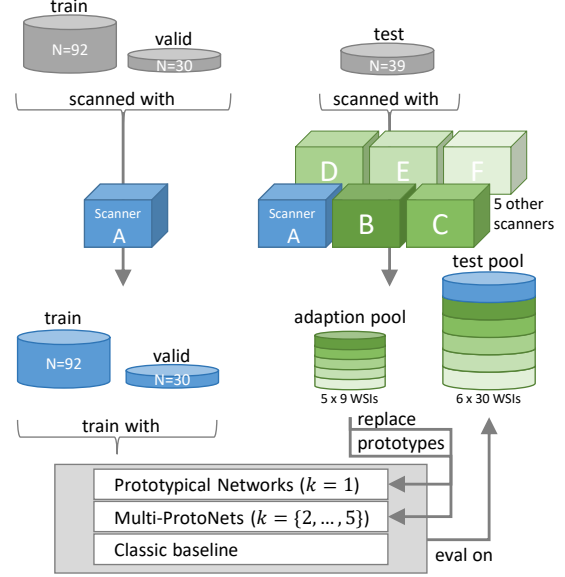 train
N=92
valid
N=30
test
N=39
scanned with
scanned with
D
E
F
Scanner
A
Scanner
A
B
C
5 other
scanners
test pool
train
N=92
valid
N=30
adaption pool
5 x 9 WSIs
6 x 30 WSIs
train with
replace
prototypes
Prototypical Networks (k = 1)
Multi-ProtoNets (k = {2, … , 5})
Classic baseline
eval on